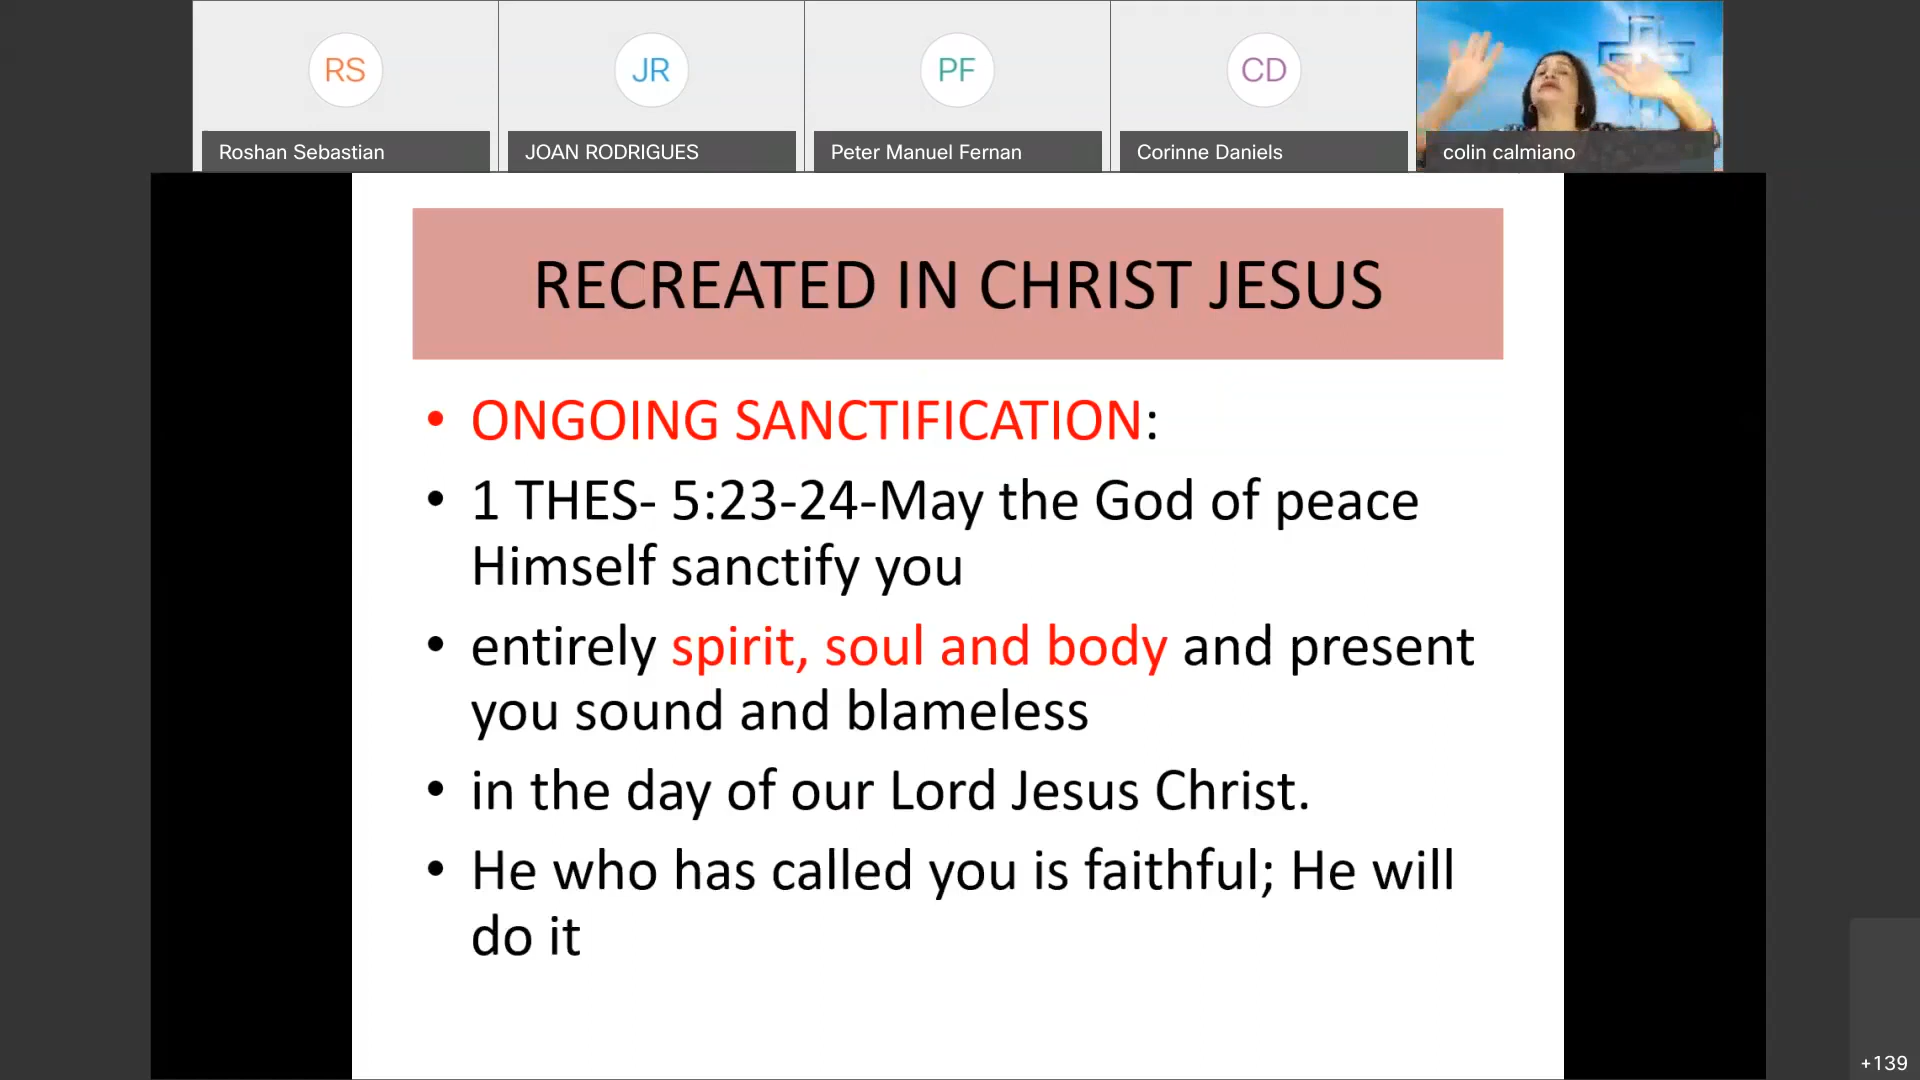 RS
JR
PF
CD
Roshan Sebastian
JOAN RODRIGUES
Peter Manuel Fernan
Corinne Daniels
colin calmiano
RECREATED IN CHRIST JESUS
• ONGOING SANCTIFICATION:
• 1 THES- 5:23-24-May the God of peace
Himself sanctify you
• entirely spirit, soul and body and present
you sound and blameless
• in the day of our Lord Jesus Christ.
• He who has called you is faithful; He will
do it
+139